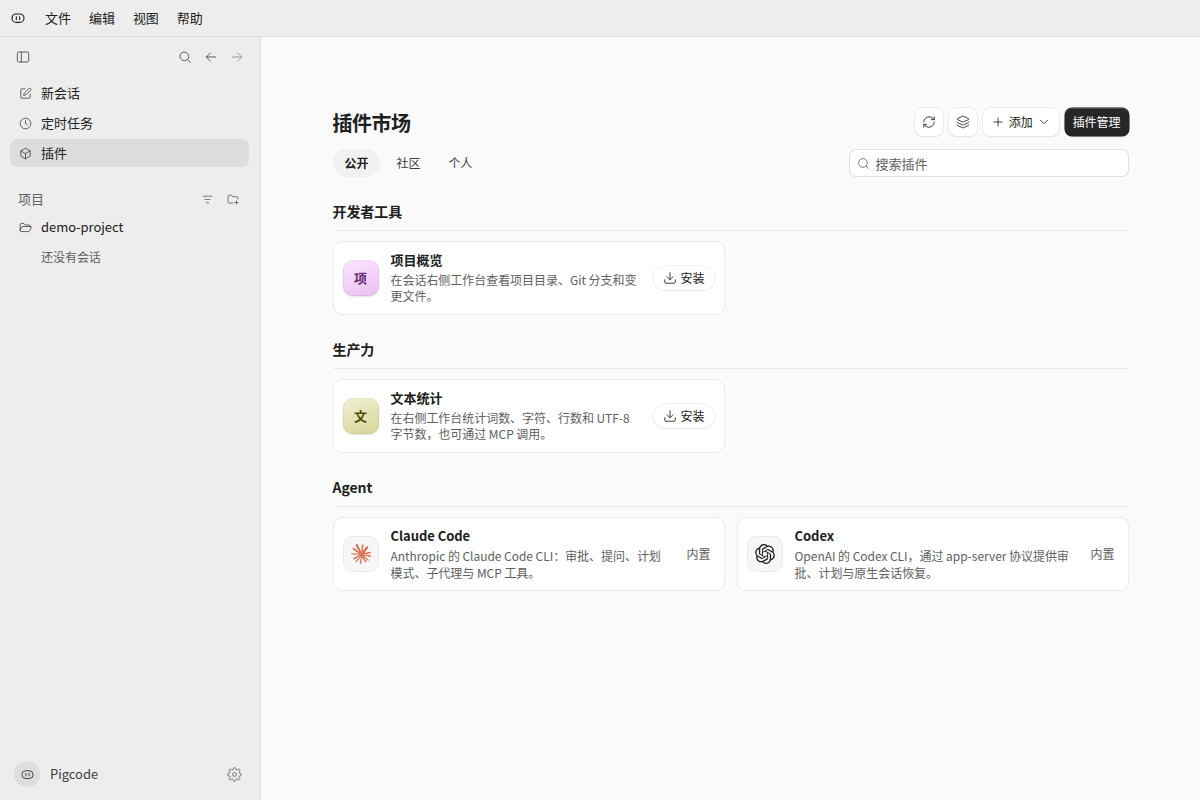 文件 编辑 视图 帮助
新会话
定时任务
插件
项目
demo-project
还没有会话
Pigcode
插件市场
添加
插件管理
公开 社区 个人
搜索插件
开发者工具
项
项目概览
在会话右侧工作台查看项目目录、Git 分支和变
更文件。
安装
生产力
文
文本统计
在右侧工作台统计词数、字符、行数和 UTF-8
字节数，也可通过 MCP 调用。
安装
Agent
Claude Code
Anthropic 的 Claude Code CLI：审批、提问、计划
模式、子代理与 MCP 工具。
内置
Codex
OpenAI 的 Codex CLI，通过 app-server 协议提供审
批、计划与原生会话恢复。
内置